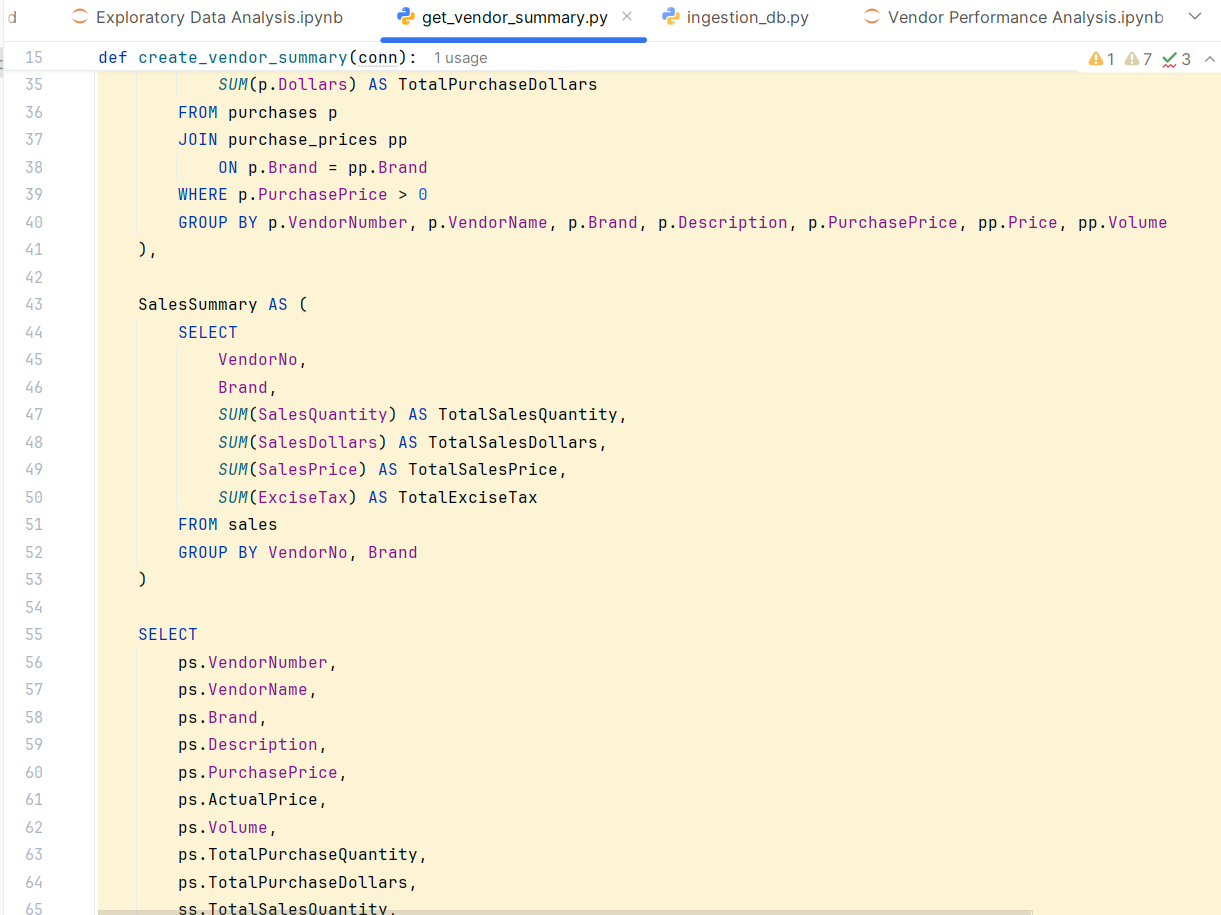 d Exploratory Data Analysis.ipynb get_vendor_summary.py × ingestion_db.py Vendor Performance Analysis.ipynb
15 def create_vendor_summary(conn): 1 usage 1 7 3
35 SUM(p.Dollars) AS TotalPurchaseDollars
36 FROM purchases p
37 JOIN purchase_prices pp
38 ON p.Brand = pp.Brand
39 WHERE p.PurchasePrice > 0
40 GROUP BY p.VendorNumber, p.VendorName, p.Brand, p.Description, p.PurchasePrice, pp.Price, pp.Volume
41 ),
42
43 SalesSummary AS (
44 SELECT
45 VendorNo,
46 Brand,
47 SUM(SalesQuantity) AS TotalSalesQuantity,
48 SUM(SalesDollars) AS TotalSalesDollars,
49 SUM(SalesPrice) AS TotalSalesPrice,
50 SUM(ExciseTax) AS TotalExciseTax
51 FROM sales
52 GROUP BY VendorNo, Brand
53 )
54
55 SELECT
56 ps.VendorNumber,
57 ps.VendorName,
58 ps.Brand,
59 ps.Description,
60 ps.PurchasePrice,
61 ps.ActualPrice,
62 ps.Volume,
63 ps.TotalPurchaseQuantity,
64 ps.TotalPurchaseDollars,
65 ss.TotalSalesQuantity,